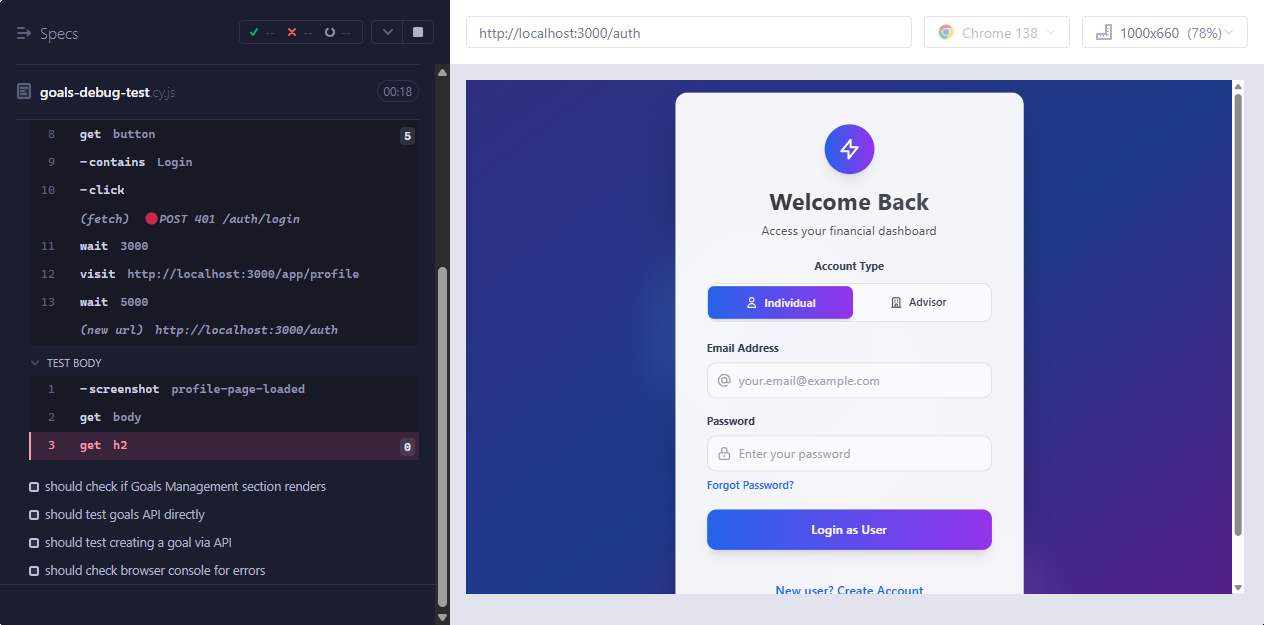 Specs
-- -- --
goals-debug-test.cy.js
00:18
8 get button 5
9 -contains Login
10 -click
(fetch) POST 401 /auth/login
11 wait 3000
12 visit http://localhost:3000/app/profile
13 wait 5000
(new url) http://localhost:3000/auth
TEST BODY
1 -screenshot profile-page-loaded
2 get body
3 get h2 0
should check if Goals Management section renders
should test goals API directly
should test creating a goal via API
should check browser console for errors
http://localhost:3000/auth
Chrome 138
1000x660 (78%)
Welcome Back
Access your financial dashboard
Account Type
Individual
Advisor
Email Address
your.email@example.com
Password
Enter your password
Forgot Password?
Login as User
New user? Create Account